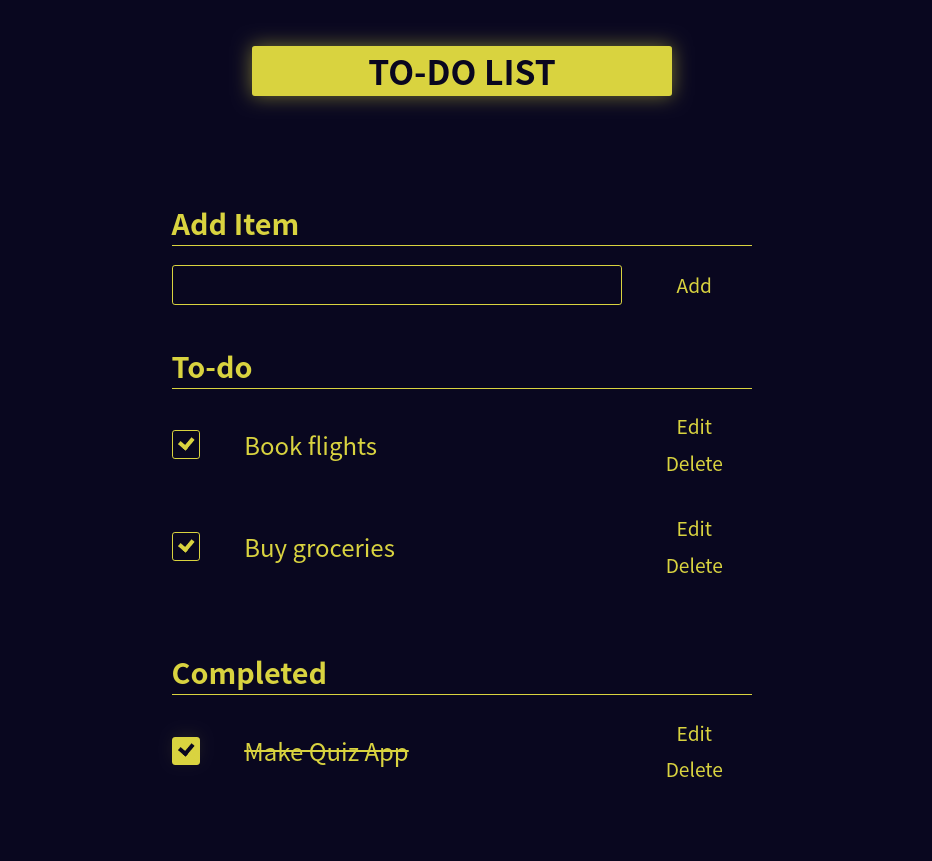 TO-DO LIST
Add Item
Add
To-do
Book flights
Edit
Delete
Buy groceries
Edit
Delete
Completed
Make Quiz App
Edit
Delete